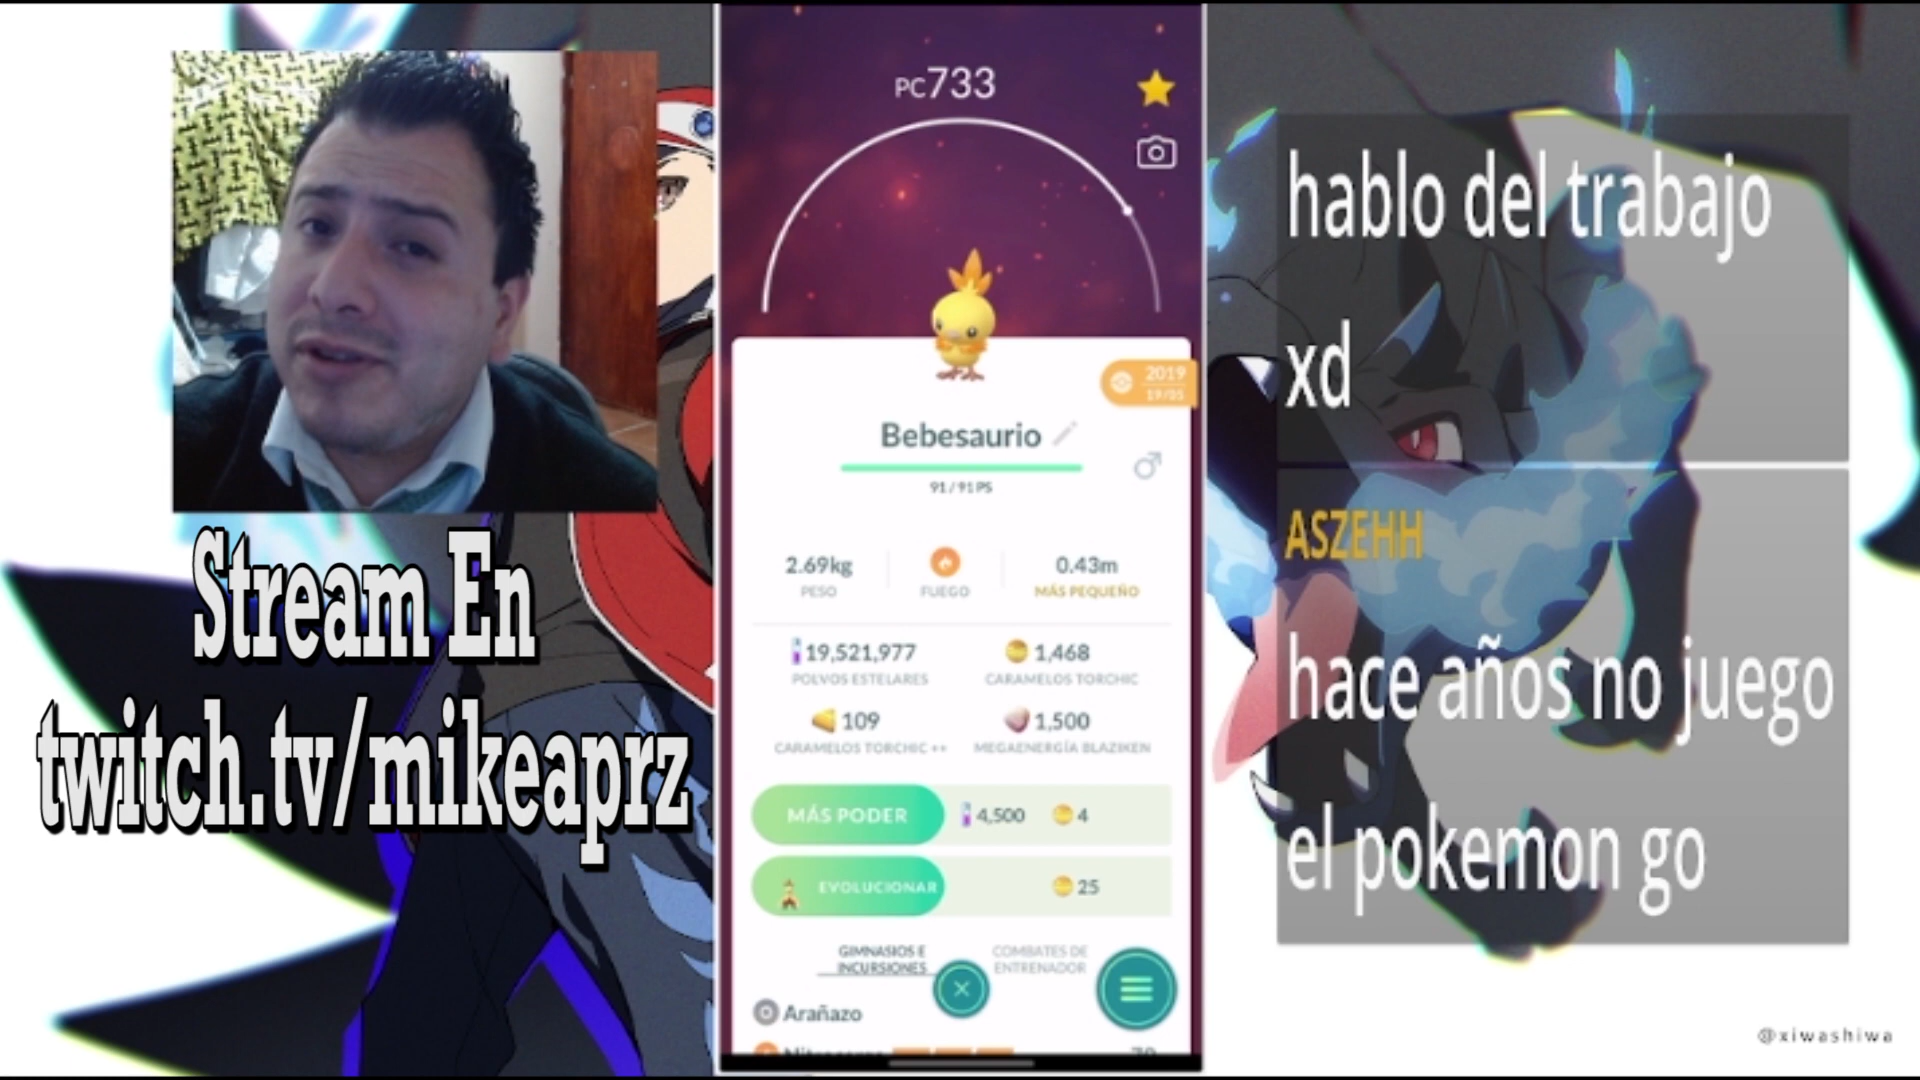 Stream En
twitch.tv/mikeaprz
PC733
2019
19/05
Bebesaurio
91 / 91 PS
2.69kg
PESO
FUEGO
0.43m
MÁS PEQUEÑO
19,521,977
POLVOS ESTELARES
1,468
CARAMELOS TORCHIC
109
CARAMELOS TORCHIC ++
1,500
MEGAENERGÍA BLAZIKEN
MÁS PODER
4,500
4
EVOLUCIONAR
25
GIMNASIOS E
INCURSIONES
COMBATES DE
ENTRENADOR
Arañazo
hablo del trabajo
xd
ASZEHH
hace años no juego
el pokemon go
@xiwashiwa